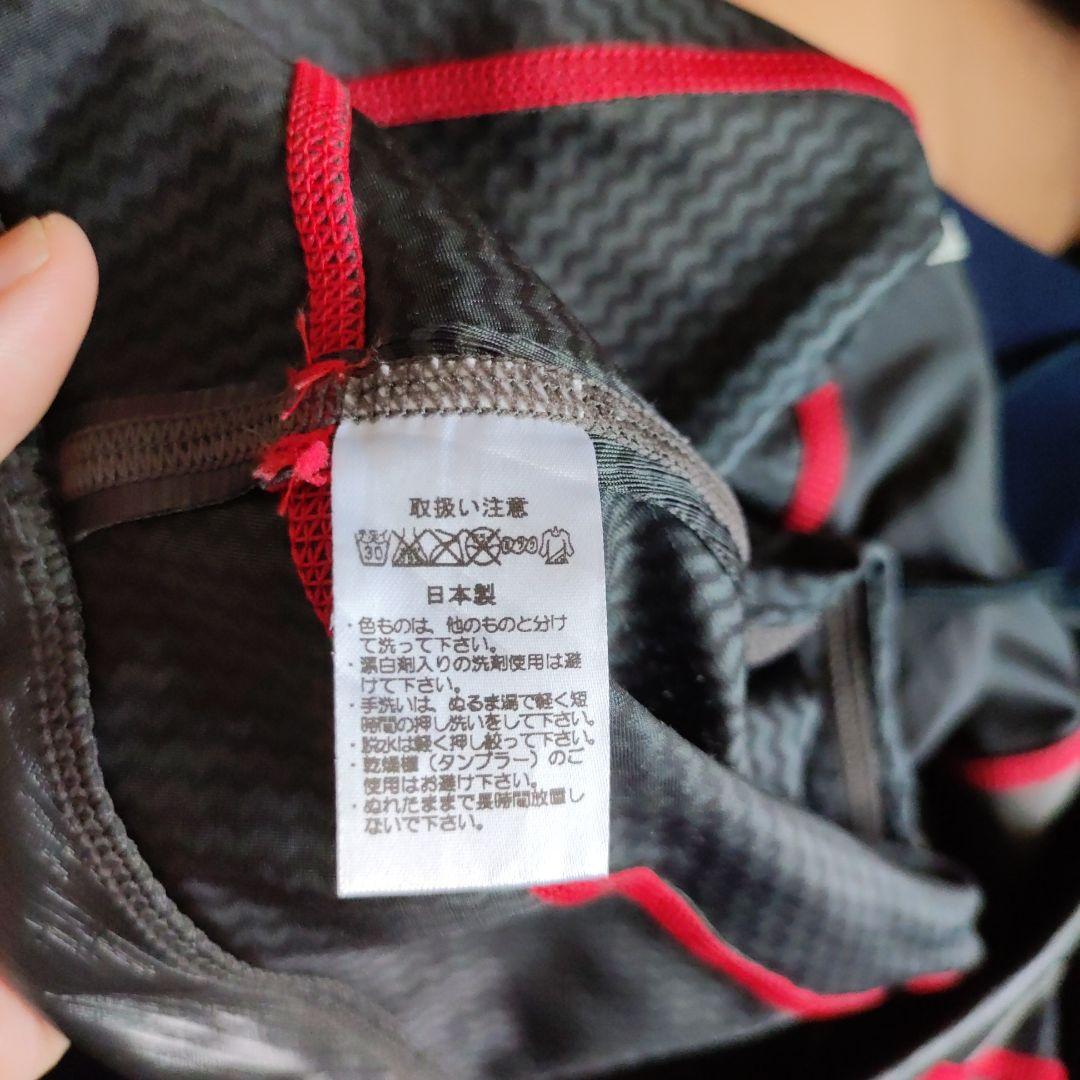 取扱い注意
30
日本製
・色ものは、他のものと分け
て洗って下さい。
・漂白剤入りの洗剤使用は避
けて下さい。
・手洗いは、ぬるま湯で軽く短
時間の押し洗いをして下さい。
・脱水は軽く押し絞って下さい。
・乾燥機（タンブラー）のご
使用はお避け下さい。
・ぬれたままで長時間放置し
ないで下さい。